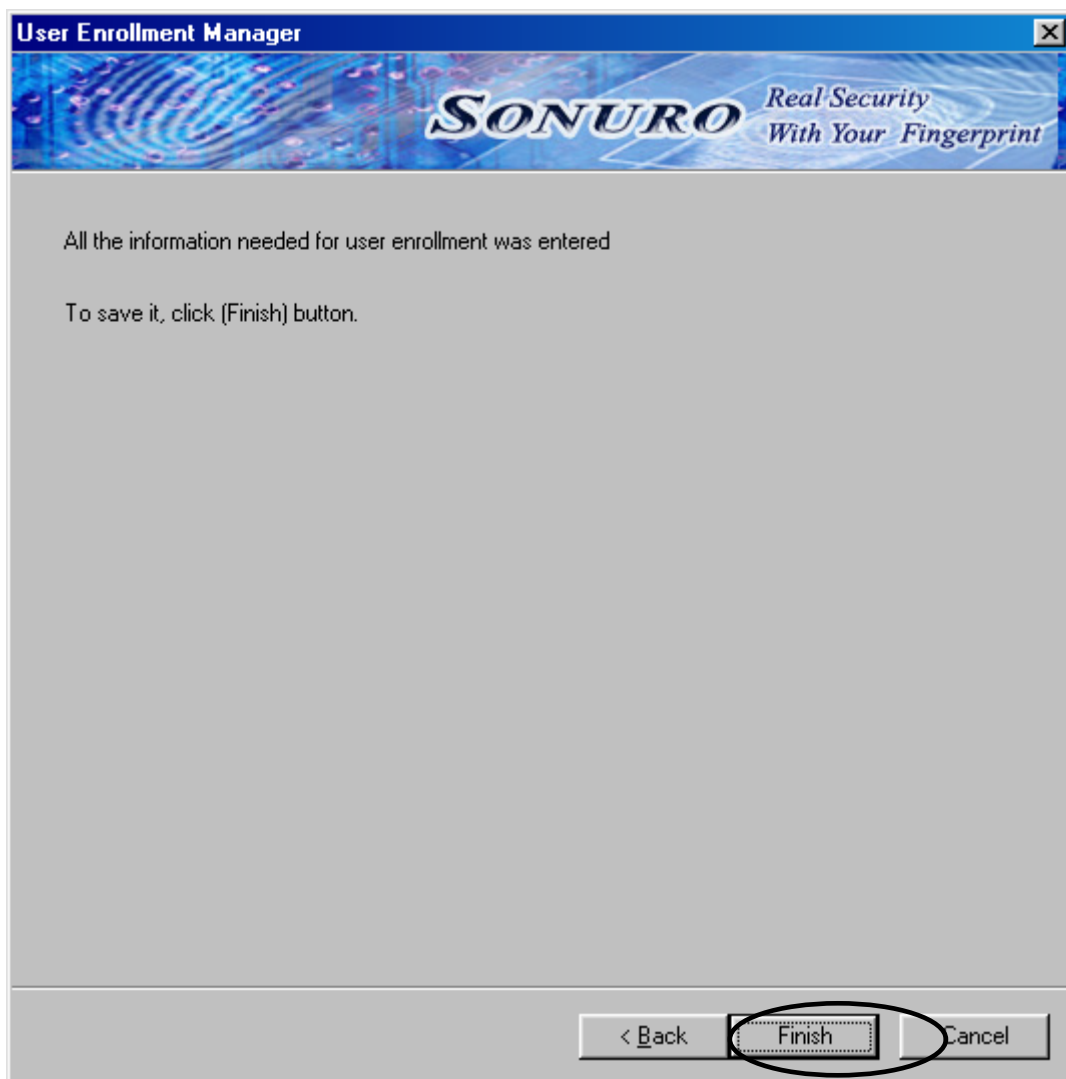 User Enrollment Manager
SONURO
Real Security
With Your Fingerprint
All the information needed for user enrollment was entered
To save it, click (Finish) button.
< Back Finish Cancel